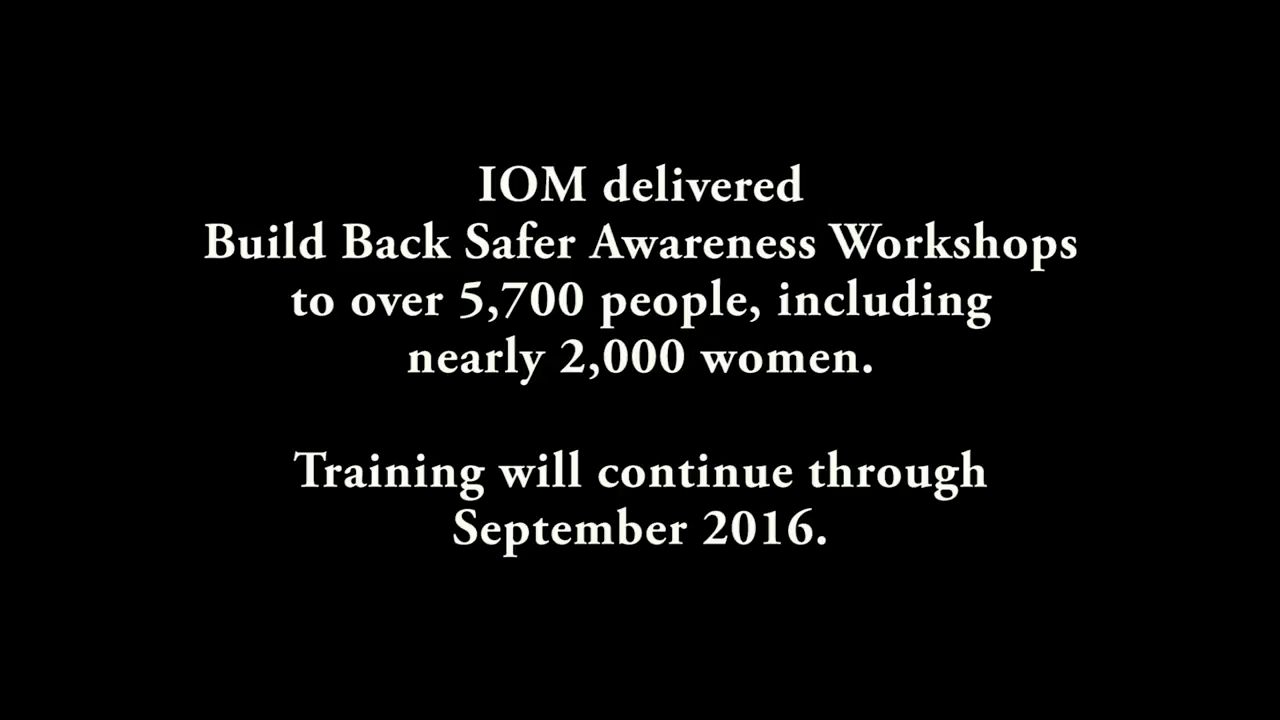 IOM delivered
Build Back Safer Awareness Workshops
to over 5,700 people, including
nearly 2,000 women.
Training will continue through
September 2016.